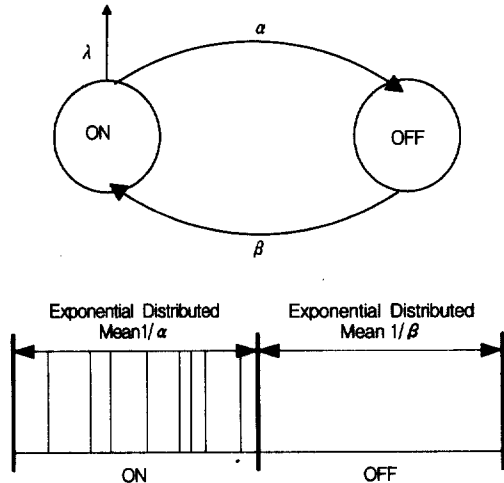 λ
α
ON
OFF
β
Exponential Distributed
Mean1/α
Exponential Distributed
Mean 1/β
ON
OFF